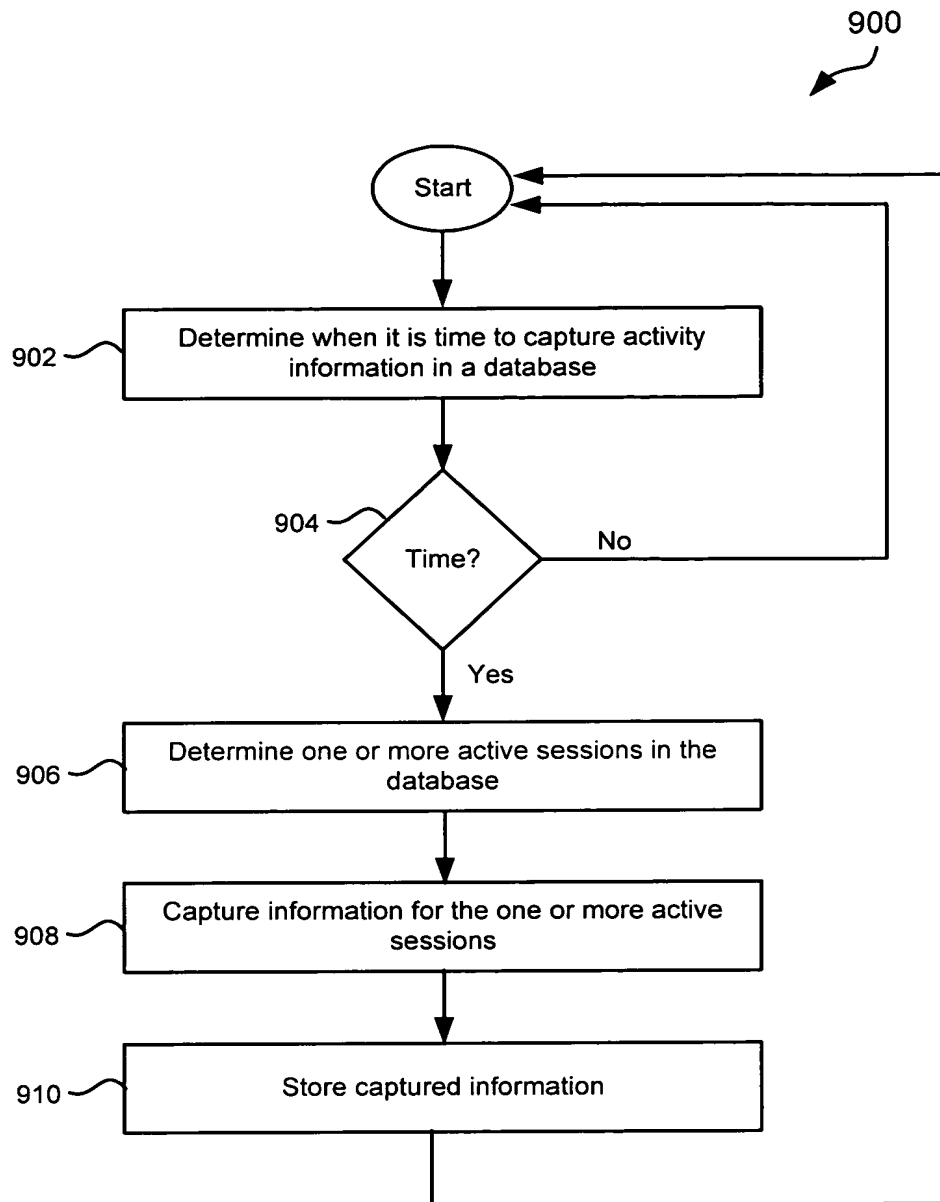 900
Start
902
Determine when it is time to capture activity
information in a database
904
Time?
No
Yes
906
Determine one or more active sessions in the
database
908
Capture information for the one or more active
sessions
910
Store captured information